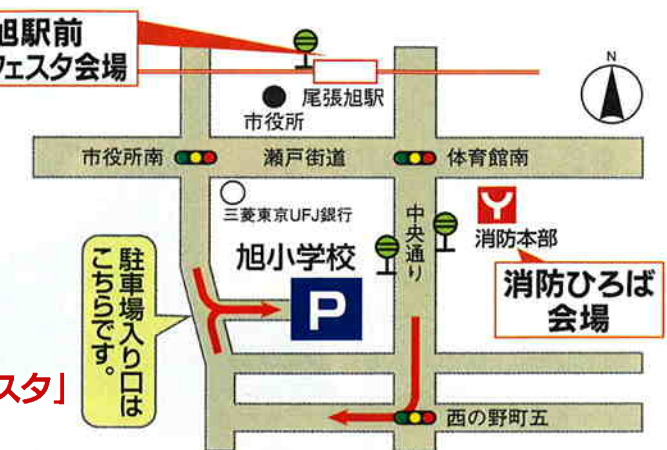 旭駅前
フェスタ会場
N
尾張旭駅
市役所
市役所南
瀬戸街道
体育館南
三菱東京UFJ銀行
中央通り
消防本部
旭小学校
P
消防ひろば
会場
駐車場入り口は
こちらです。
スタ」
西の野町五